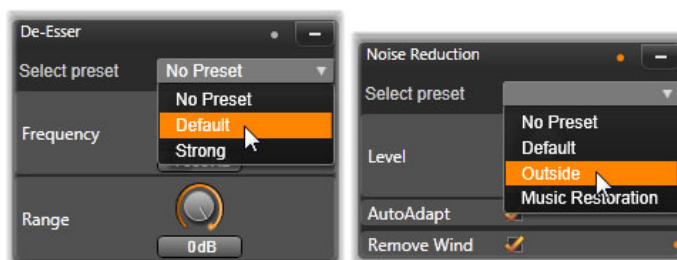 De-Esser
Select preset No Preset
No Preset
Default
Strong
Frequency
Range
0dB
Noise Reduction
Select preset
No Preset
Default
Outside
Music Restoration
Level
AutoAdapt
Remove Wind